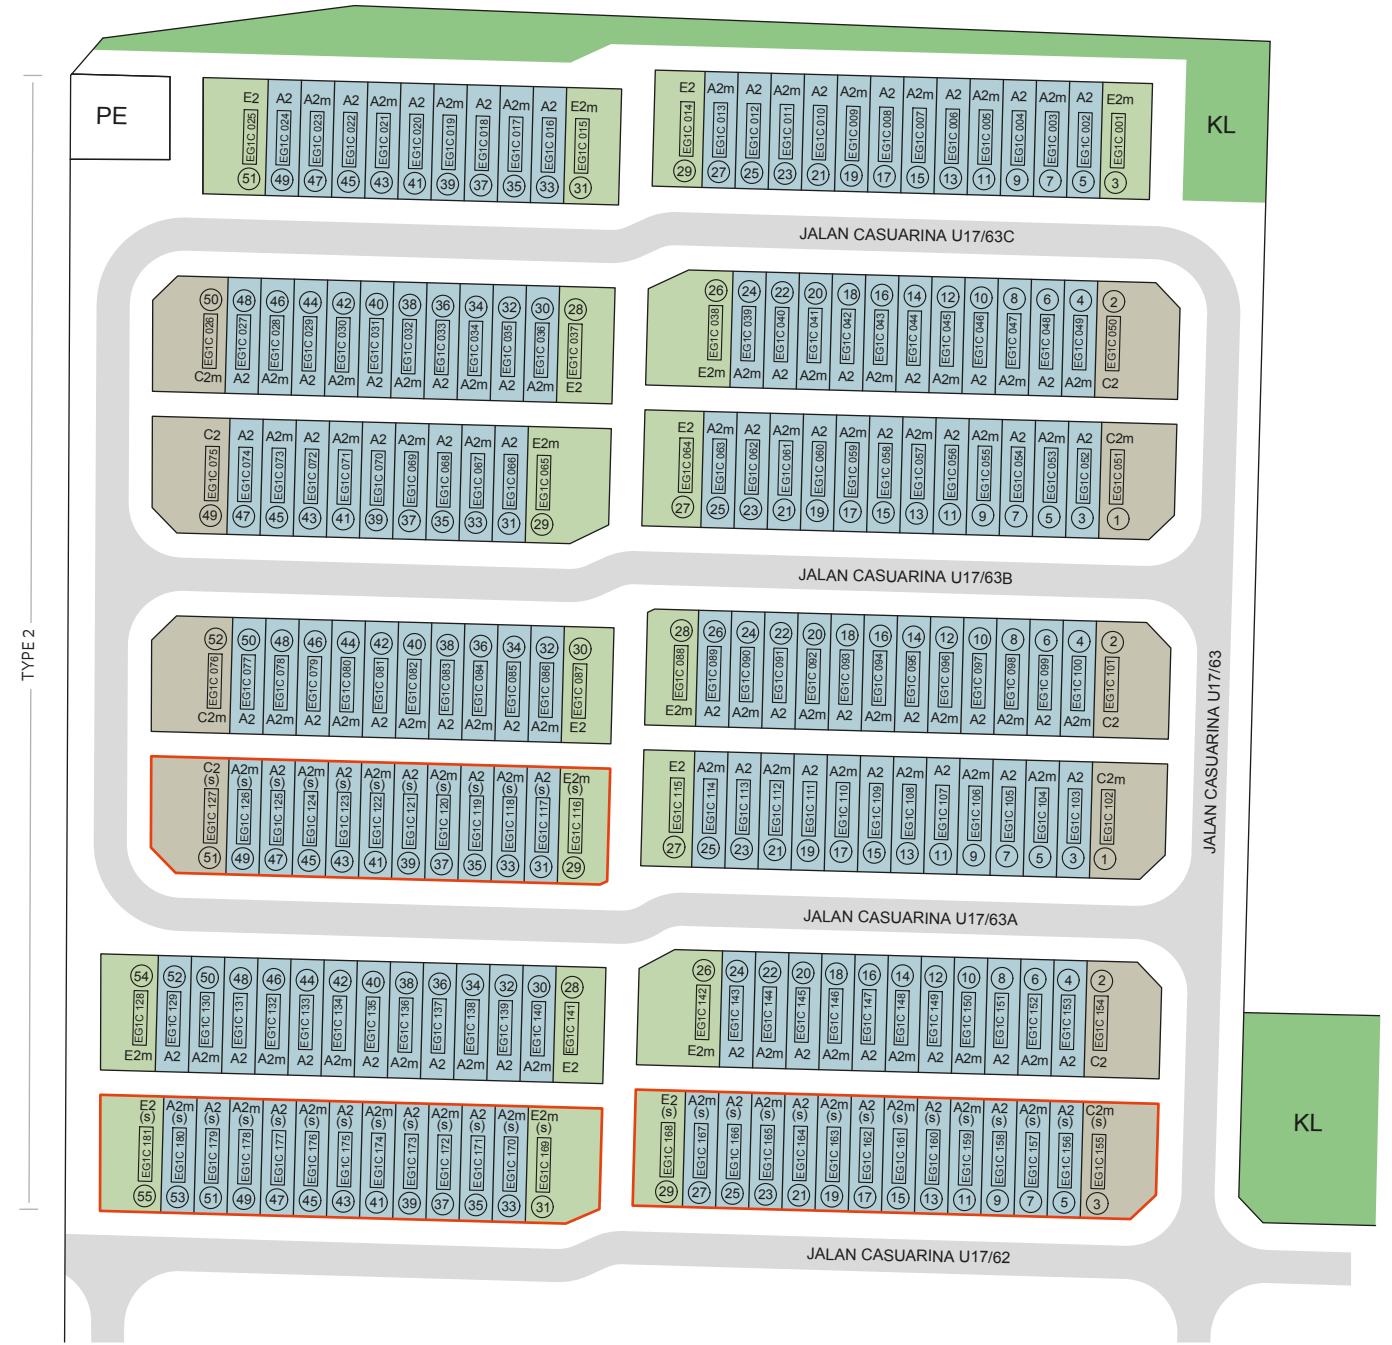 PE
KL
TYPE 2
E2 A2 A2m A2 A2m A2 A2m A2 A2m A2 E2m
EG1C 025 EG1C 024 EG1C 023 EG1C 022 EG1C 021 EG1C 020 EG1C 019 EG1C 018 EG1C 017 EG1C 016 EG1C 015
51 49 47 45 43 41 39 37 35 33 31
E2 A2m A2 A2m A2 A2m A2 A2m A2 A2m A2 A2m A2 E2m
EG1C 014 EG1C 013 EG1C 012 EG1C 011 EG1C 010 EG1C 009 EG1C 008 EG1C 007 EG1C 006 EG1C 005 EG1C 004 EG1C 003 EG1C 002 EG1C 001
29 27 25 23 21 19 17 15 13 11 9 7 5 3
JALAN CASUARINA U17/63C
50 48 46 44 42 40 38 36 34 32 30 28
EG1C 026 EG1C 027 EG1C 028 EG1C 029 EG1C 030 EG1C 031 EG1C 032 EG1C 033 EG1C 034 EG1C 035 EG1C 036 EG1C 037
C2m A2 A2m A2 A2m A2 A2m A2 A2m A2 A2m E2
26 24 22 20 18 16 14 12 10 8 6 4 2
EG1C 038 EG1C 039 EG1C 040 EG1C 041 EG1C 042 EG1C 043 EG1C 044 EG1C 045 EG1C 046 EG1C 047 EG1C 048 EG1C 049 EG1C 050
E2m A2m A2 A2m A2 A2m A2 A2m A2 A2m A2 A2m C2
C2 A2 A2m A2 A2m A2 A2m A2 A2m A2 E2m
EG1C 075 EG1C 074 EG1C 073 EG1C 072 EG1C 071 EG1C 070 EG1C 069 EG1C 068 EG1C 067 EG1C 066 EG1C 065
49 47 45 43 41 39 37 35 33 31 29
E2 A2m A2 A2m A2 A2m A2 A2m A2 A2m A2 A2m A2 C2m
EG1C 064 EG1C 063 EG1C 062 EG1C 061 EG1C 060 EG1C 059 EG1C 058 EG1C 057 EG1C 056 EG1C 055 EG1C 054 EG1C 053 EG1C 052 EG1C 051
27 25 23 21 19 17 15 13 11 9 7 5 3 1
JALAN CASUARINA U17/63B
52 50 48 46 44 42 40 38 36 34 32 30
EG1C 076 EG1C 077 EG1C 078 EG1C 079 EG1C 080 EG1C 081 EG1C 082 EG1C 083 EG1C 084 EG1C 085 EG1C 086 EG1C 087
C2m A2 A2m A2 A2m A2 A2m A2 A2m A2 A2m E2
28 26 24 22 20 18 16 14 12 10 8 6 4 2
EG1C 088 EG1C 089 EG1C 090 EG1C 091 EG1C 092 EG1C 093 EG1C 094 EG1C 095 EG1C 096 EG1C 097 EG1C 098 EG1C 099 EG1C 100 EG1C 101
E2m A2 A2m A2 A2m A2 A2m A2 A2m A2 A2m A2 A2m C2
JALAN CASUARINA U17/63
C2 A2m A2 A2m A2 A2m A2 A2m A2 A2m A2 E2m
(s) (s) (s) (s) (s) (s) (s) (s) (s) (s) (s) (s)
EG1C 127 EG1C 126 EG1C 125 EG1C 124 EG1C 123 EG1C 122 EG1C 121 EG1C 120 EG1C 119 EG1C 118 EG1C 117 EG1C 116
51 49 47 45 43 41 39 37 35 33 31 29
E2 A2m A2 A2m A2 A2m A2 A2m A2 A2m A2 A2m A2 C2m
EG1C 115 EG1C 114 EG1C 113 EG1C 112 EG1C 111 EG1C 110 EG1C 109 EG1C 108 EG1C 107 EG1C 106 EG1C 105 EG1C 104 EG1C 103 EG1C 102
27 25 23 21 19 17 15 13 11 9 7 5 3 1
JALAN CASUARINA U17/63A
54 52 50 48 46 44 42 40 38 36 34 32 30 28
EG1C 128 EG1C 129 EG1C 130 EG1C 131 EG1C 132 EG1C 133 EG1C 134 EG1C 135 EG1C 136 EG1C 137 EG1C 138 EG1C 139 EG1C 140 EG1C 141
E2m A2 A2m A2 A2m A2 A2m A2 A2m A2 A2m A2 A2m E2
26 24 22 20 18 16 14 12 10 8 6 4 2
EG1C 142 EG1C 143 EG1C 144 EG1C 145 EG1C 146 EG1C 147 EG1C 148 EG1C 149 EG1C 150 EG1C 151 EG1C 152 EG1C 153 EG1C 154
E2m A2 A2m A2 A2m A2 A2m A2 A2m A2 A2m A2 C2
E2 A2m A2 A2m A2 A2m A2 A2m A2 A2m A2 A2m E2m
(s) (s) (s) (s) (s) (s) (s) (s) (s) (s) (s) (s) (s)
EG1C 181 EG1C 180 EG1C 179 EG1C 178 EG1C 177 EG1C 176 EG1C 175 EG1C 174 EG1C 173 EG1C 172 EG1C 171 EG1C 170 EG1C 169
55 53 51 49 47 45 43 41 39 37 35 33 31
E2 A2m A2 A2m A2 A2m A2 A2m A2 A2m A2 A2m A2 C2m
(s) (s) (s) (s) (s) (s) (s) (s) (s) (s) (s) (s) (s) (s)
EG1C 168 EG1C 167 EG1C 166 EG1C 165 EG1C 164 EG1C 163 EG1C 162 EG1C 161 EG1C 160 EG1C 159 EG1C 158 EG1C 157 EG1C 156 EG1C 155
29 27 25 23 21 19 17 15 13 11 9 7 5 3
KL
JALAN CASUARINA U17/62